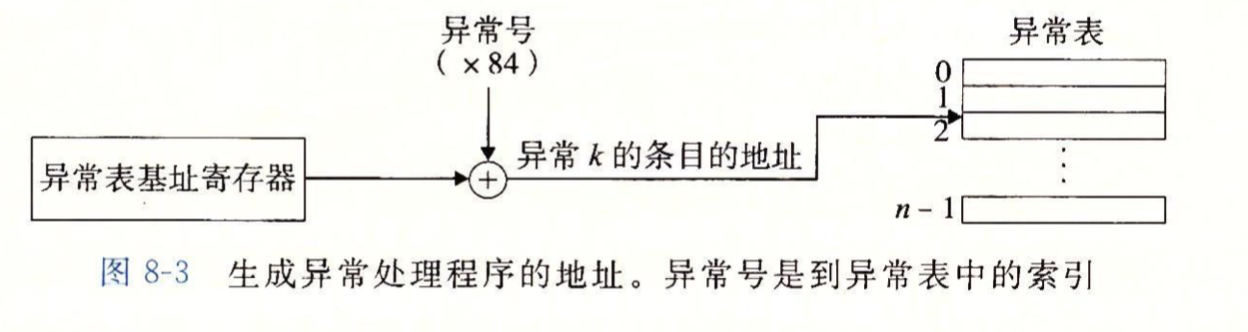 异常号
( ×84 )
异常表
0
1
2
异常表基址寄存器
+
异常 k 的条目的地址
⋮
n－1
图 8-3 生成异常处理程序的地址。异常号是到异常表中的索引